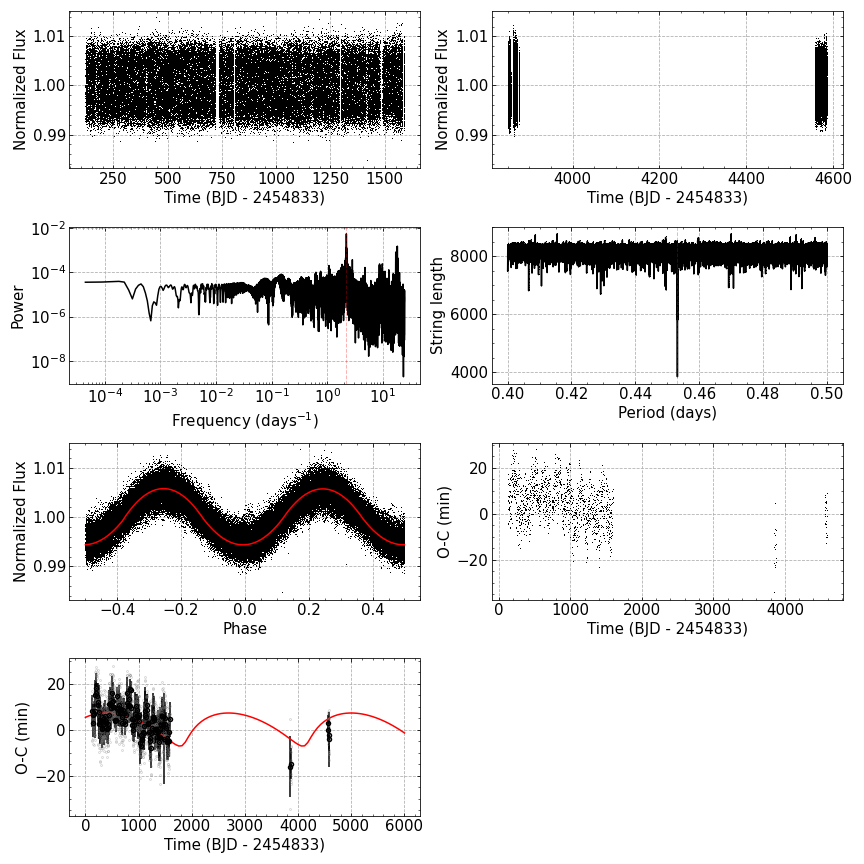 1.01
1.00
0.99
Normalized Flux
250 500 750 1000 1250 1500
Time (BJD - 2454833)
1.01
1.00
0.99
Normalized Flux
4000 4200 4400 4600
Time (BJD - 2454833)
10⁻²
10⁻⁴
10⁻⁶
10⁻⁸
Power
10⁻⁴ 10⁻³ 10⁻² 10⁻¹ 10⁰ 10¹
Frequency (days⁻¹)
8000
6000
4000
String length
0.40 0.42 0.44 0.46 0.48 0.50
Period (days)
1.01
1.00
0.99
Normalized Flux
−0.4 −0.2 0.0 0.2 0.4
Phase
20
0
−20
O-C (min)
0 1000 2000 3000 4000
Time (BJD - 2454833)
20
0
−20
O-C (min)
0 1000 2000 3000 4000 5000 6000
Time (BJD - 2454833)